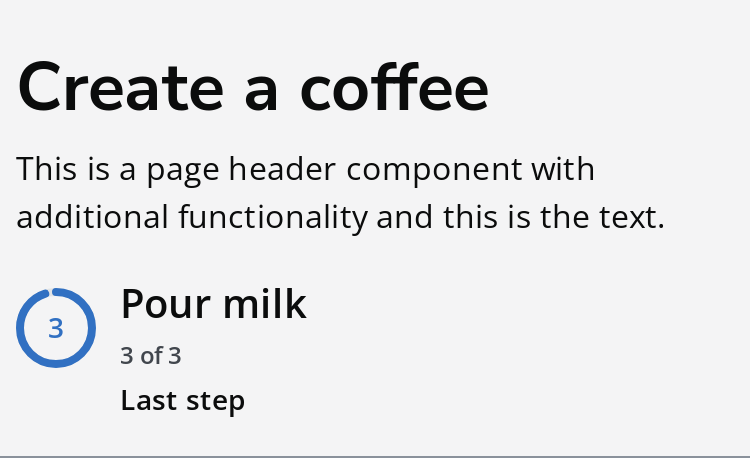 Create a coffee
This is a page header component with
additional functionality and this is the text.
3
Pour milk
3 of 3
Last step